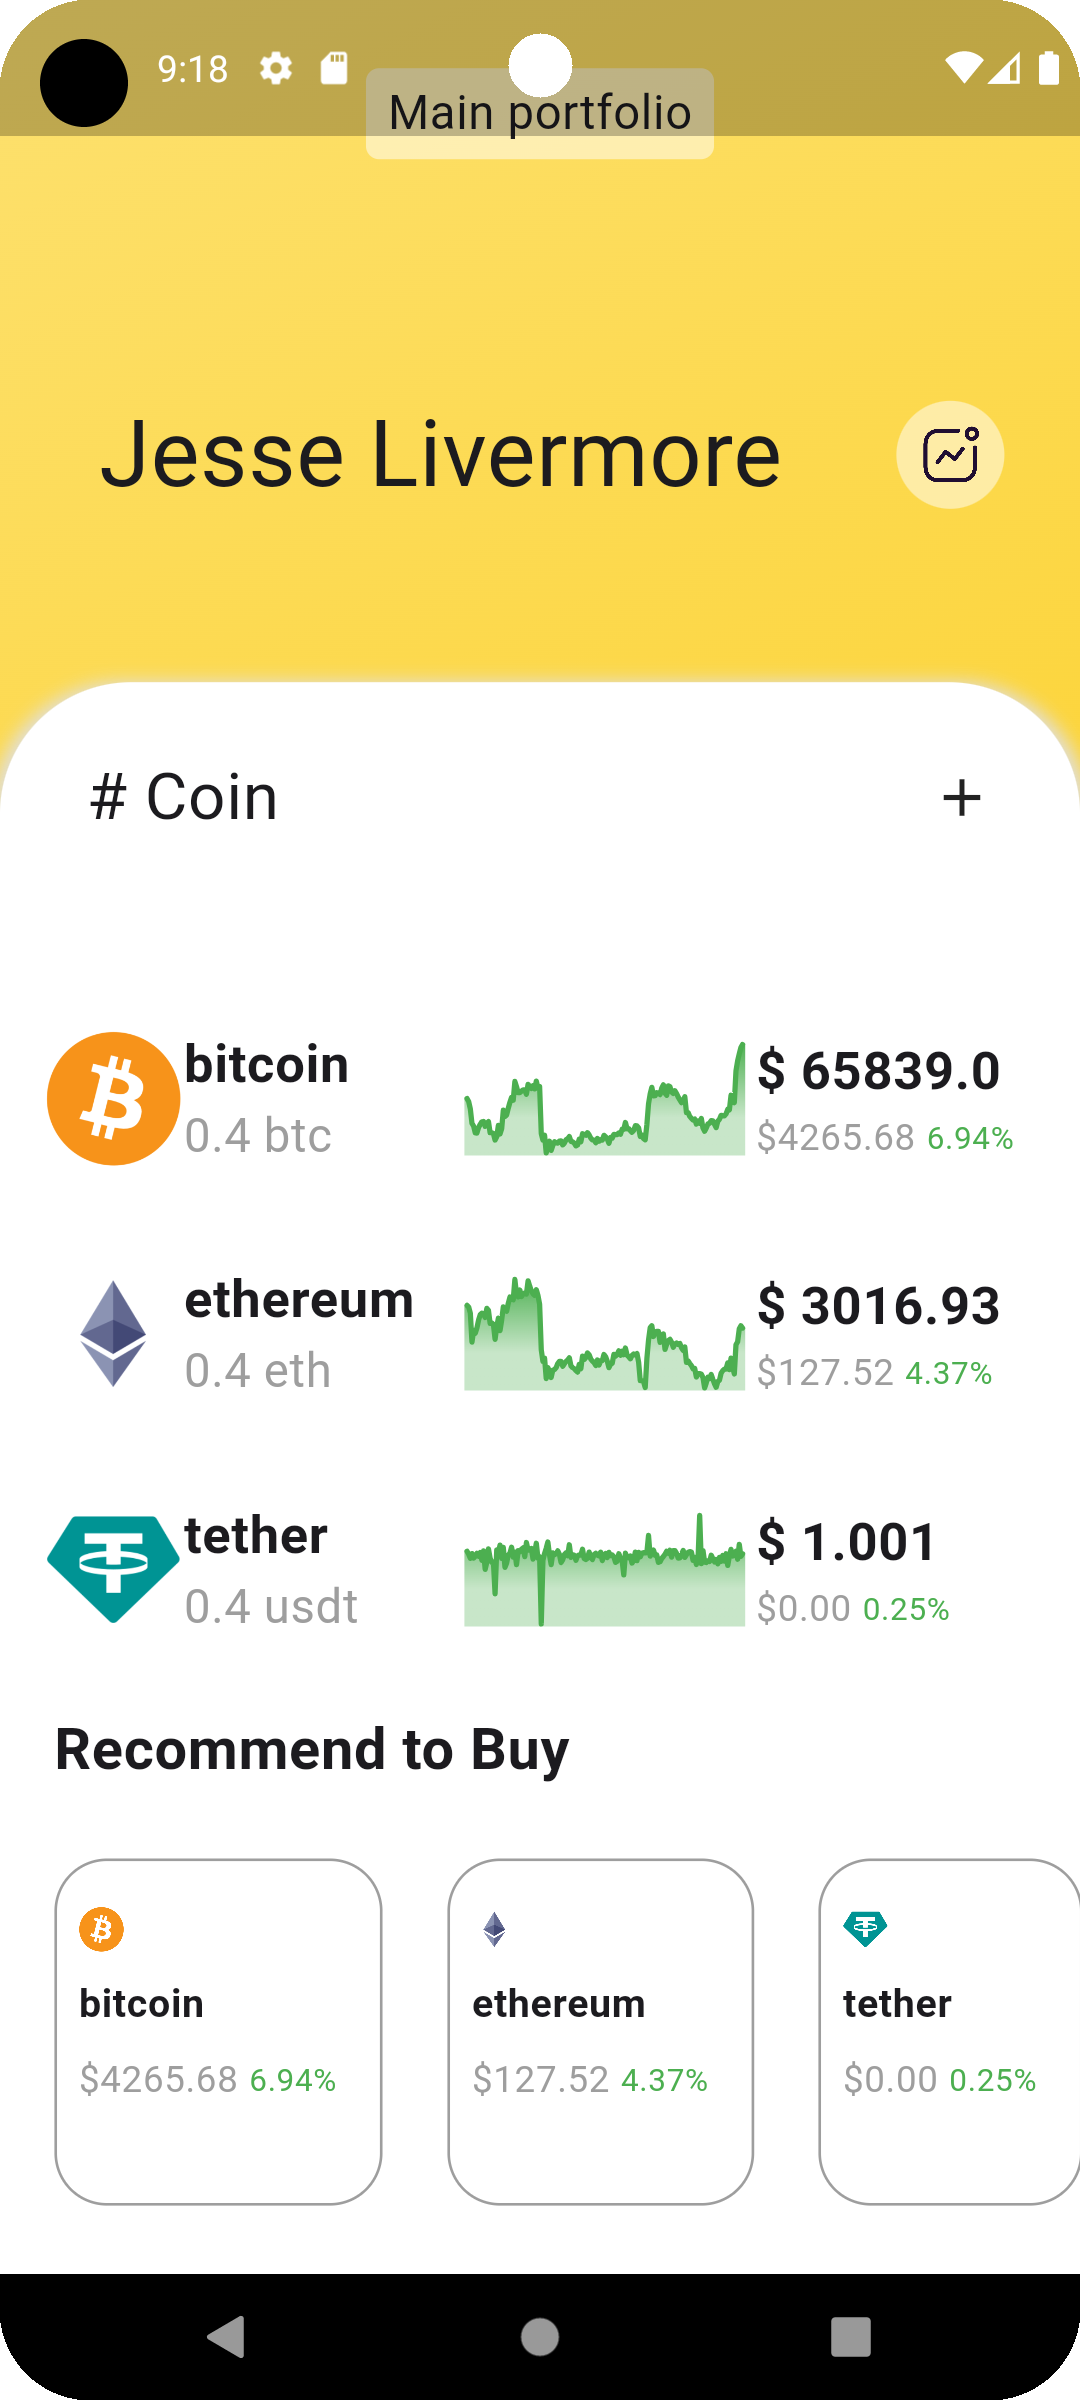 9:18
Main portfolio
Jesse Livermore
# Coin
+
bitcoin
0.4 btc
$ 65839.0
$4265.68 6.94%
ethereum
0.4 eth
$ 3016.93
$127.52 4.37%
tether
0.4 usdt
$ 1.001
$0.00 0.25%
Recommend to Buy
bitcoin
$4265.68 6.94%
ethereum
$127.52 4.37%
tether
$0.00 0.25%